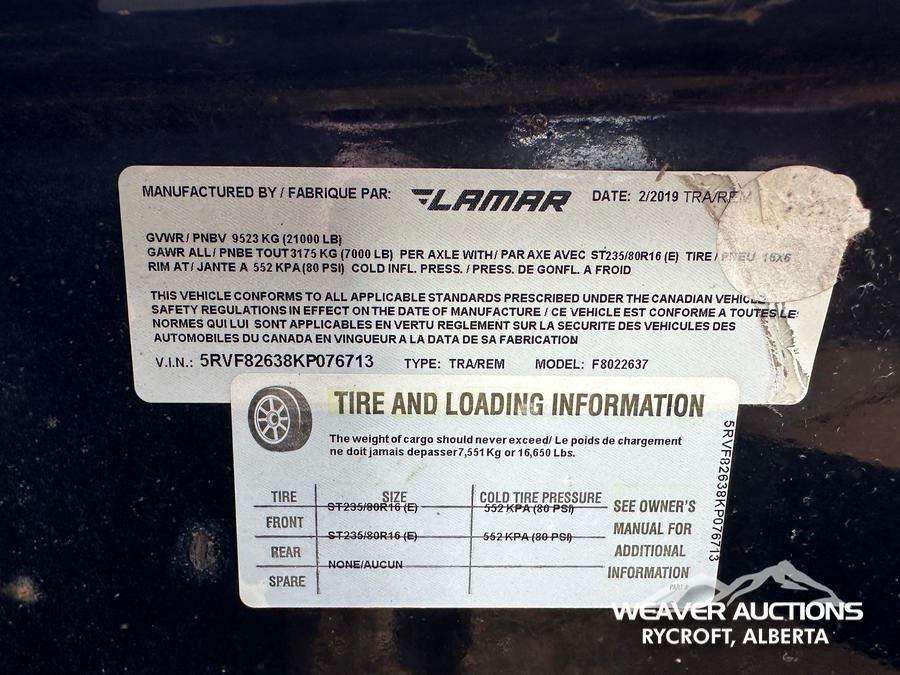 MANUFACTURED BY / FABRIQUE PAR: LAMAR DATE: 2/2019 TRA/REM
GVWR / PNBV 9523 KG (21000 LB)
GAWR ALL / PNBE TOUT 3175 KG (7000 LB) PER AXLE WITH / PAR AXE AVEC ST235/80R16 (E) TIRE / PNEU 16X6
RIM AT / JANTE A 552 KPA (80 PSI) COLD INFL. PRESS. / PRESS. DE GONFL. A FROID
THIS VEHICLE CONFORMS TO ALL APPLICABLE STANDARDS PRESCRIBED UNDER THE CANADIAN VEHICLE
SAFETY REGULATIONS IN EFFECT ON THE DATE OF MANUFACTURE / CE VEHICLE EST CONFORME A TOUTES LES
NORMES QUI LUI SONT APPLICABLES EN VERTU REGLEMENT SUR LA SECURITE DES VEHICULES DES
AUTOMOBILES DU CANADA EN VINGUEUR A LA DATA DE SA FABRICATION
V.I.N.: 5RVF82638KP076713 TYPE: TRA/REM MODEL: F8022637
TIRE AND LOADING INFORMATION
The weight of cargo should never exceed/ Le poids de chargement
ne doit jamais depasser 7,551 Kg or 16,650 Lbs.
TIRE SIZE COLD TIRE PRESSURE
FRONT ST235/80R16 (E) 552 KPA (80 PSI)
REAR ST235/80R16 (E) 552 KPA (80 PSI)
SPARE NONE/AUCUN
SEE OWNER'S
MANUAL FOR
ADDITIONAL
INFORMATION
5RVF82638KP076713
WEAVER AUCTIONS
RYCROFT, ALBERTA